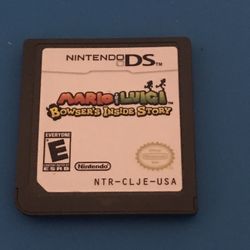 NINTENDO DS
MARIO & LUIGI
BOWSER'S INSIDE STORY
EVERYONE
E
ESRB
Nintendo
NTR-CLJE-USA